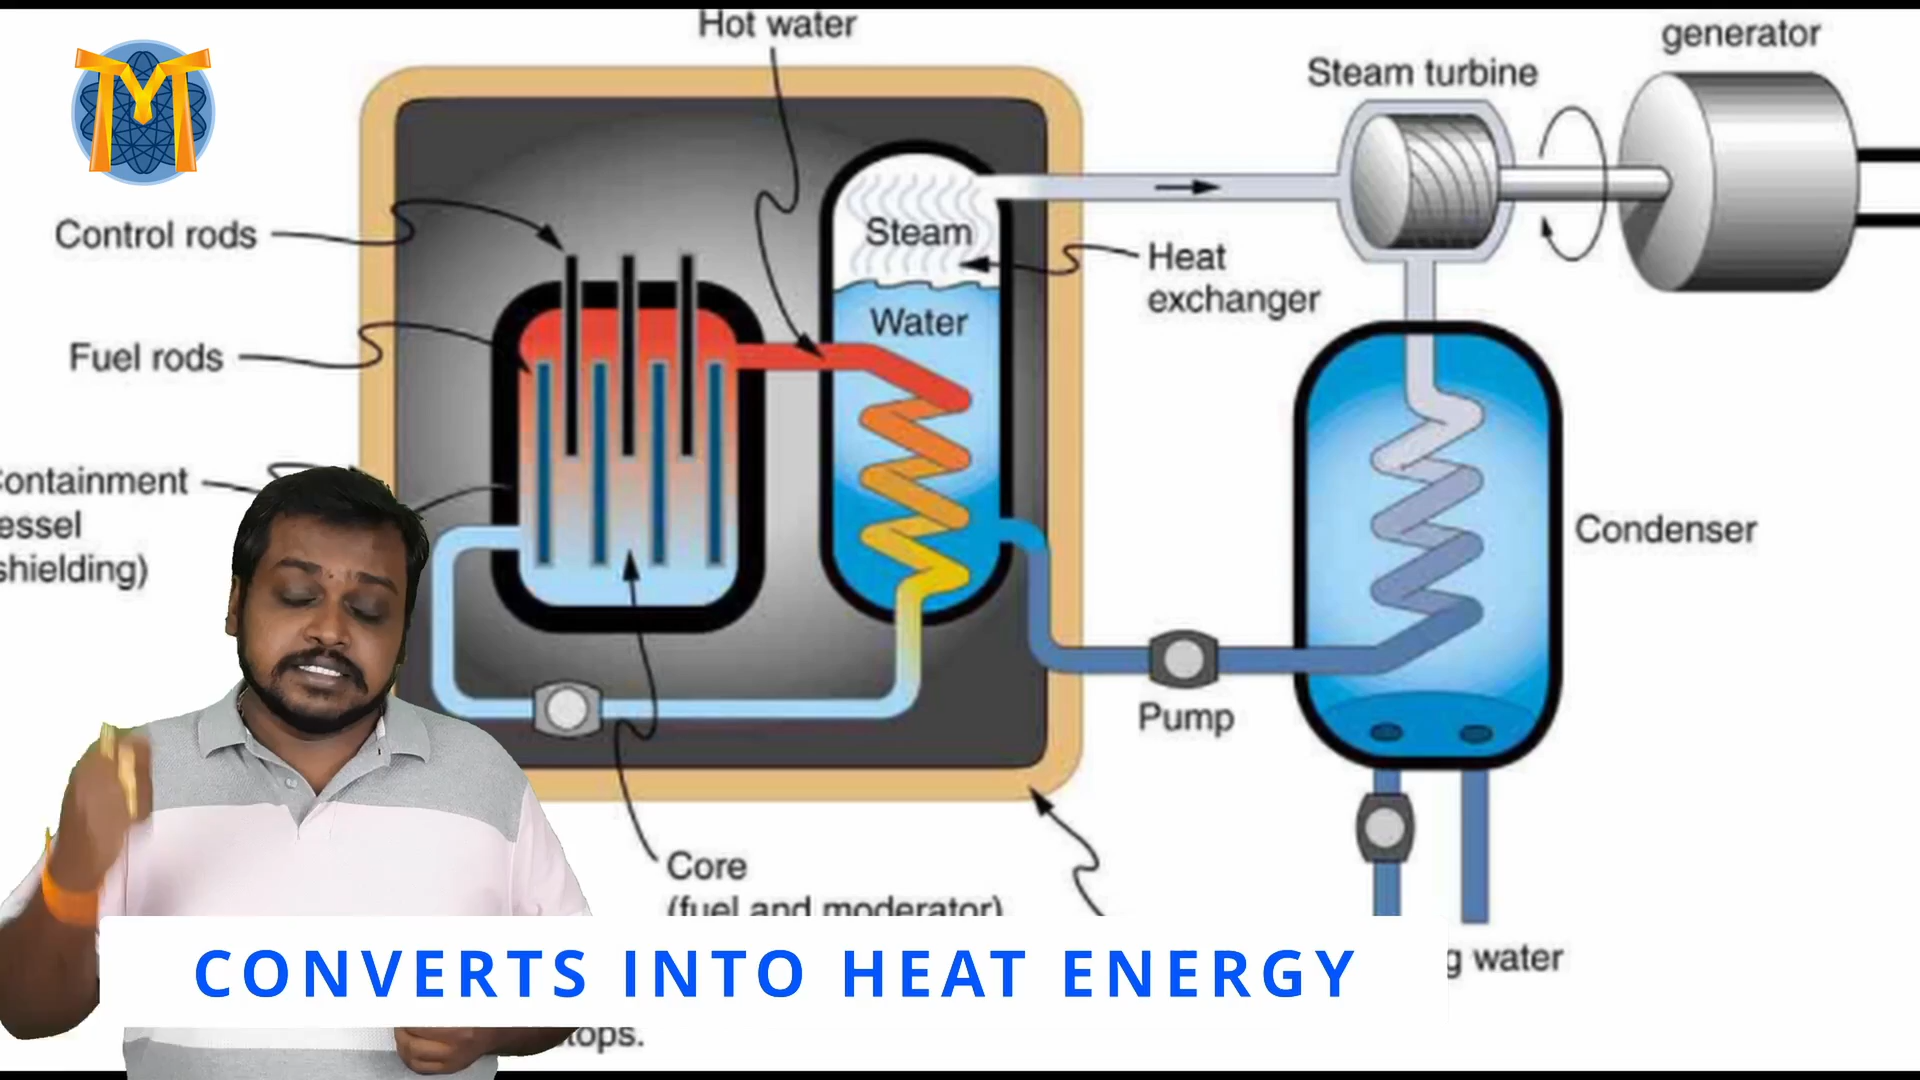 Hot water
generator
Steam turbine
Control rods
Steam
Heat
exchanger
Water
Fuel rods
ontainment
essel
shielding)
Condenser
Pump
Core
(fuel and moderator)
CONVERTS INTO HEAT ENERGY
g water
tops.